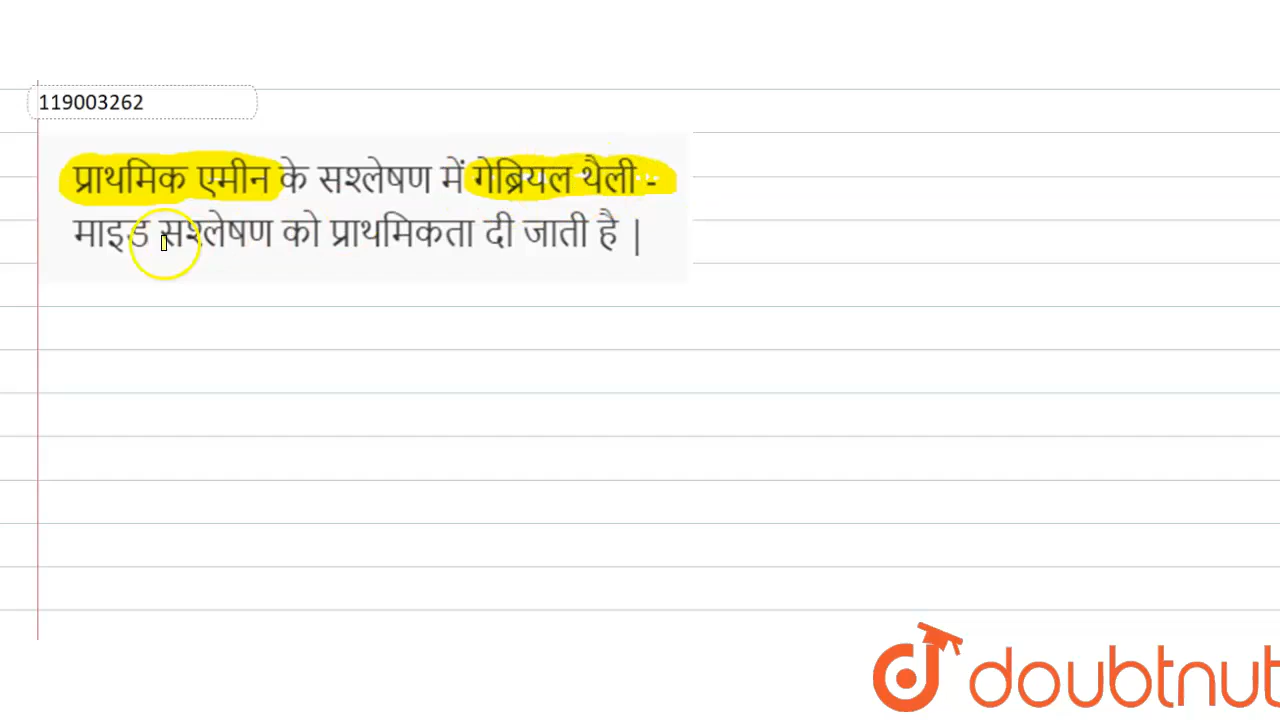 119003262
प्राथमिक एमीन के सश्लेषण में गेब्रियल थैली -
माइड सश्लेषण को प्राथमिकता दी जाती है |
doubtnut